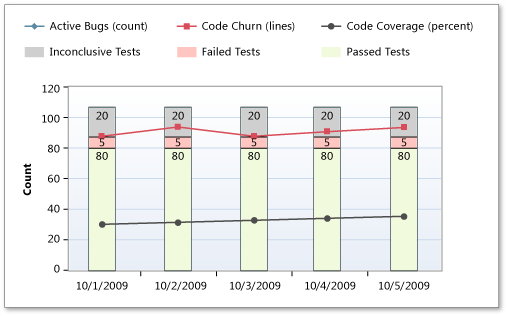 Active Bugs (count) Code Churn (lines) Code Coverage (percent)
Inconclusive Tests Failed Tests Passed Tests
120
100
80
60
40
20
0
Count
20 20 20 20 20
5 5 5 5 5
80 80 80 80 80
10/1/2009 10/2/2009 10/3/2009 10/4/2009 10/5/2009